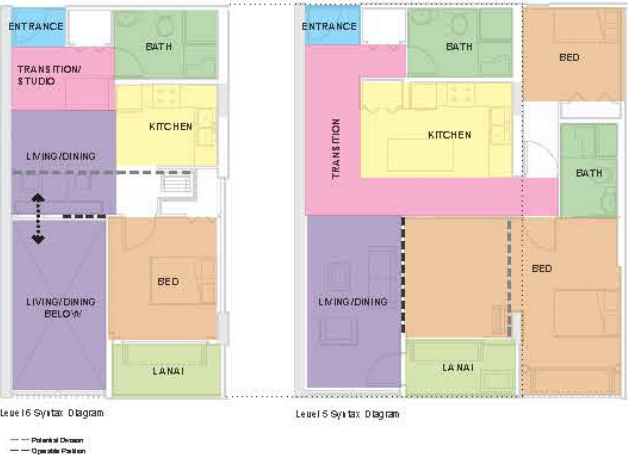 ENTRANCE
BATH
TRANSITION/
STUDIO
KITCHEN
LIVING/DINING
BED
LIVING/DINING
BELOW
LANAI
Level 6 Syntax Diagram
Potential Division
Operable Partition
ENTRANCE
BATH
BED
TRANSITION
KITCHEN
BATH
LIVING/DINING
BED
LANAI
Level 5 Syntax Diagram